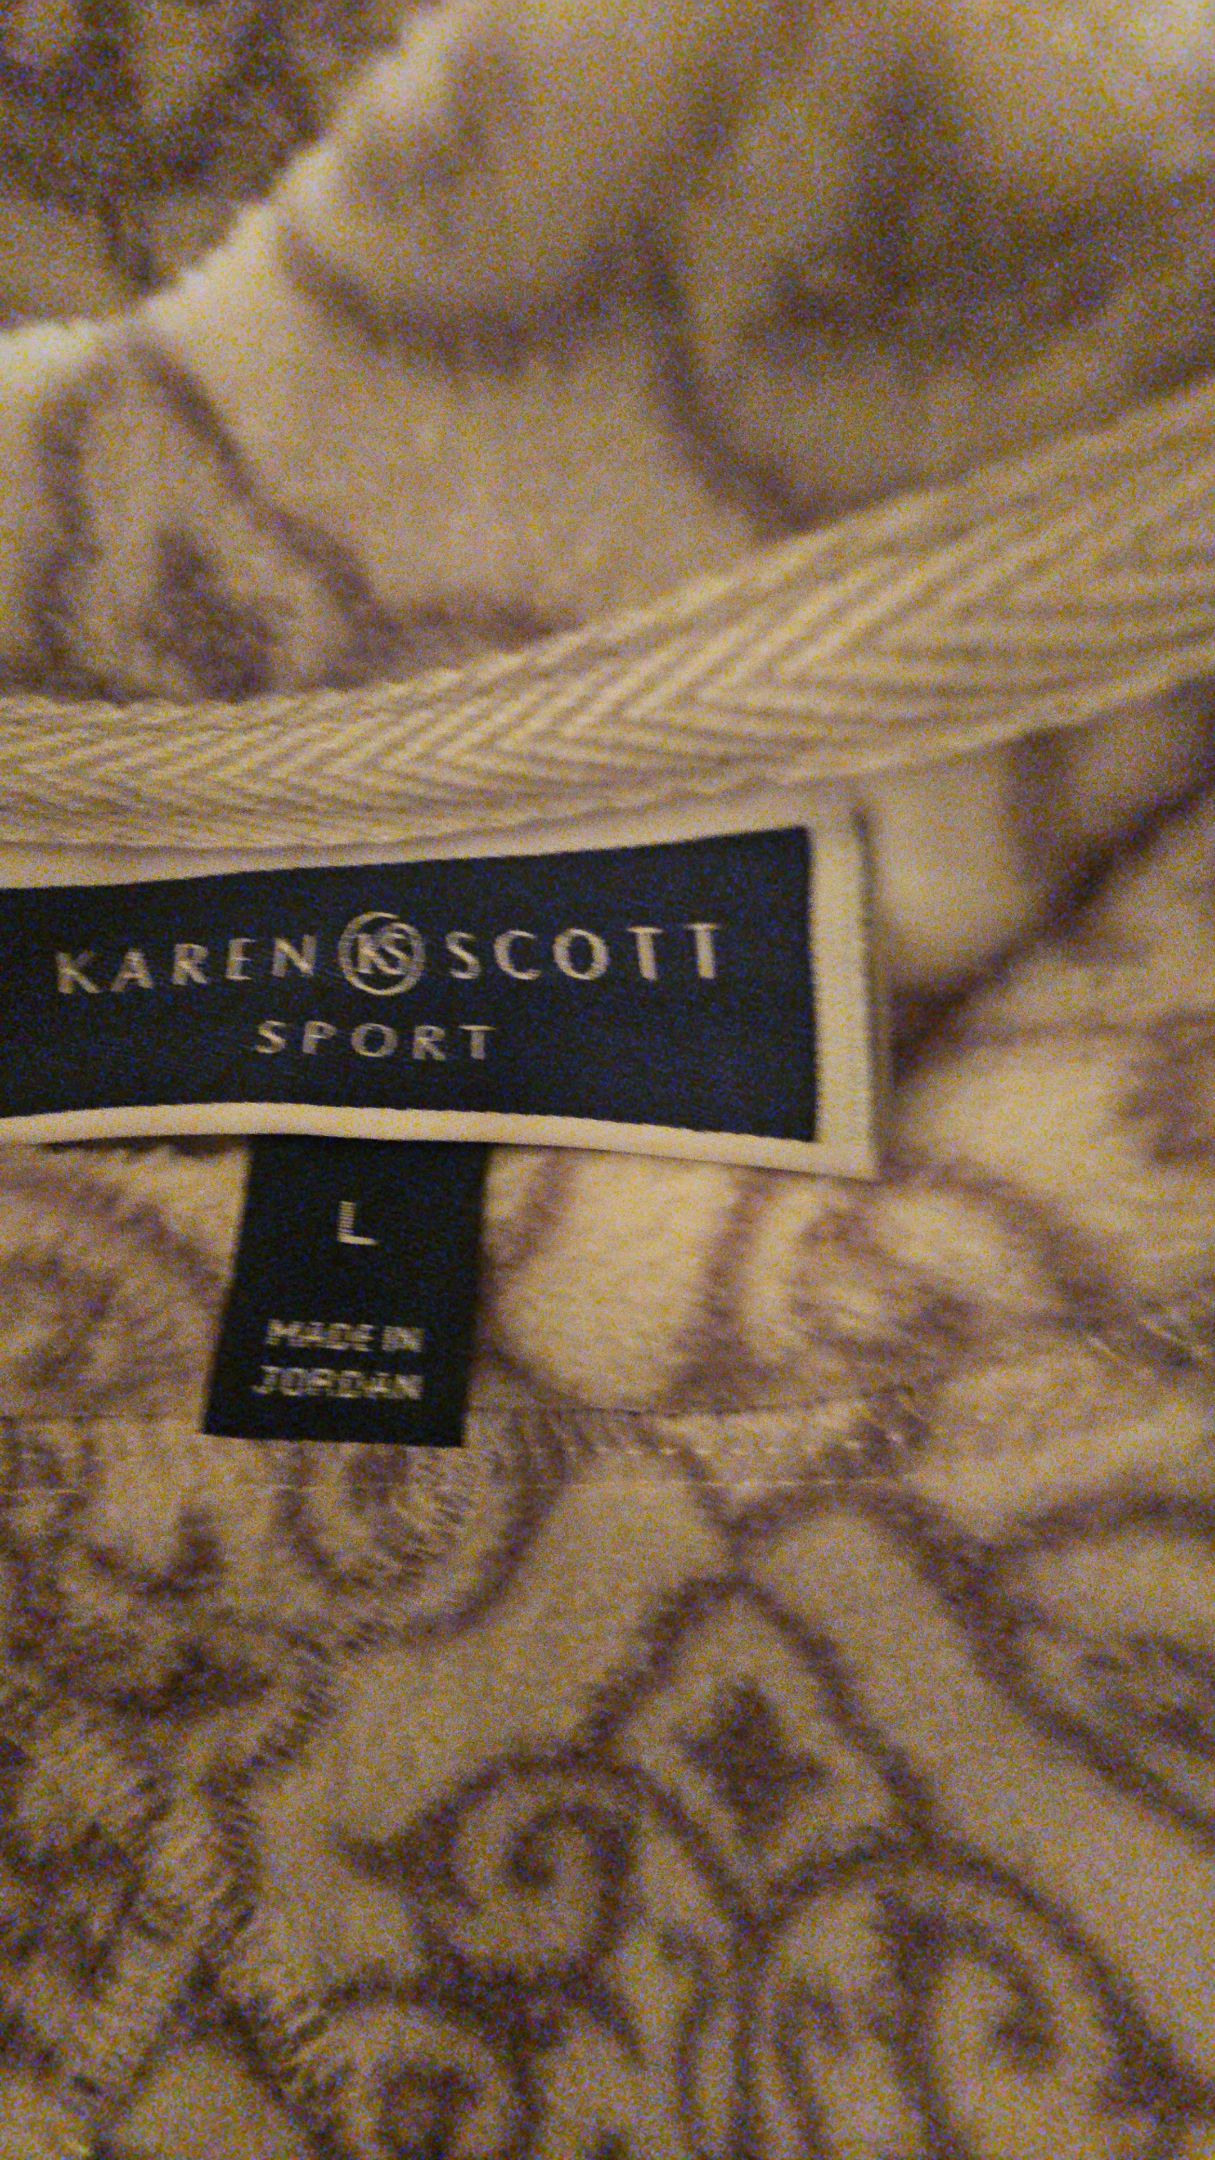 KAREN KS SCOTT
SPORT
L
MADE IN
JORDAN